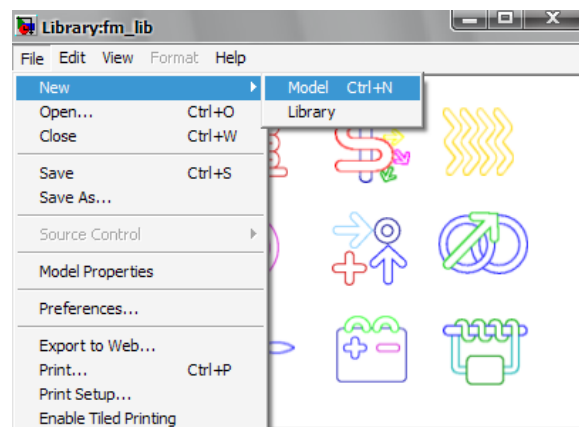 Library:fm_lib
File Edit View Format Help
New
Model Ctrl+N
Open... Ctrl+O
Library
Close Ctrl+W
Save Ctrl+S
Save As...
Source Control
Model Properties
Preferences...
Export to Web...
Print... Ctrl+P
Print Setup...
Enable Tiled Printing